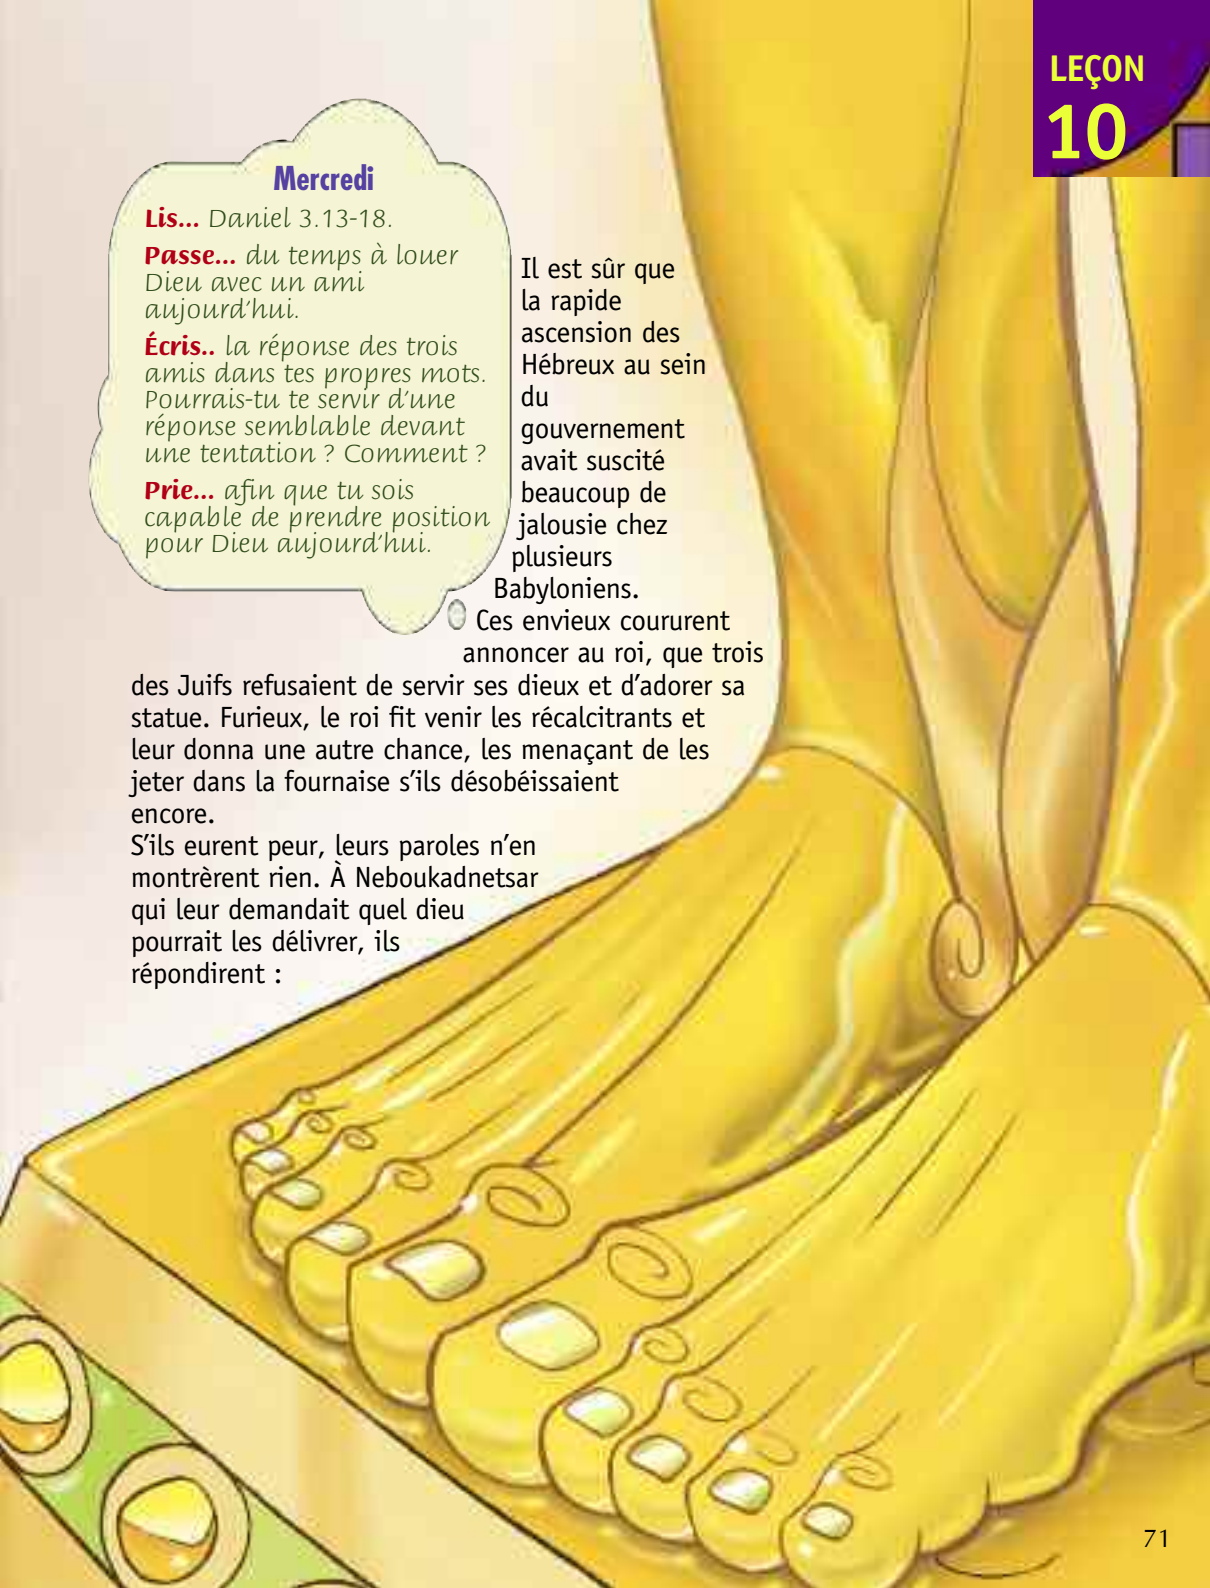 LEÇON
10
Mercredi
Lis... Daniel 3.13-18.
Passe... du temps à louer
Dieu avec un ami
aujourd'hui.
Écris.. la réponse des trois
amis dans tes propres mots.
Pourrais-tu te servir d'une
réponse semblable devant
une tentation ? Comment ?
Prie... afin que tu sois
capable de prendre position
pour Dieu aujourd'hui.
Il est sûr que
la rapide
ascension des
Hébreux au sein
du
gouvernement
avait suscité
beaucoup de
jalousie chez
plusieurs
Babyloniens.
Ces envieux coururent
annoncer au roi, que trois
des Juifs refusaient de servir ses dieux et d'adorer sa
statue. Furieux, le roi fit venir les récalcitrants et
leur donna une autre chance, les menaçant de les
jeter dans la fournaise s'ils désobéissaient
encore.
S'ils eurent peur, leurs paroles n'en
montrèrent rien. À Neboukadnetsar
qui leur demandait quel dieu
pourrait les délivrer, ils
répondirent :
71